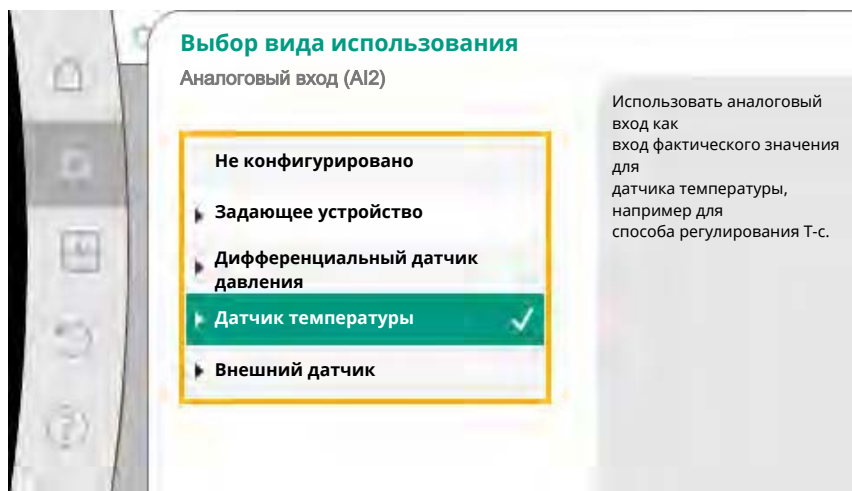 Выбор вида использования
Аналоговый вход (AI2)
Не конфигурировано
Задающее устройство
Дифференциальный датчик
давления
Датчик температуры
Внешний датчик
Использовать аналоговый
вход как
вход фактического значения
для
датчика температуры,
например для
способа регулирования Т-с.